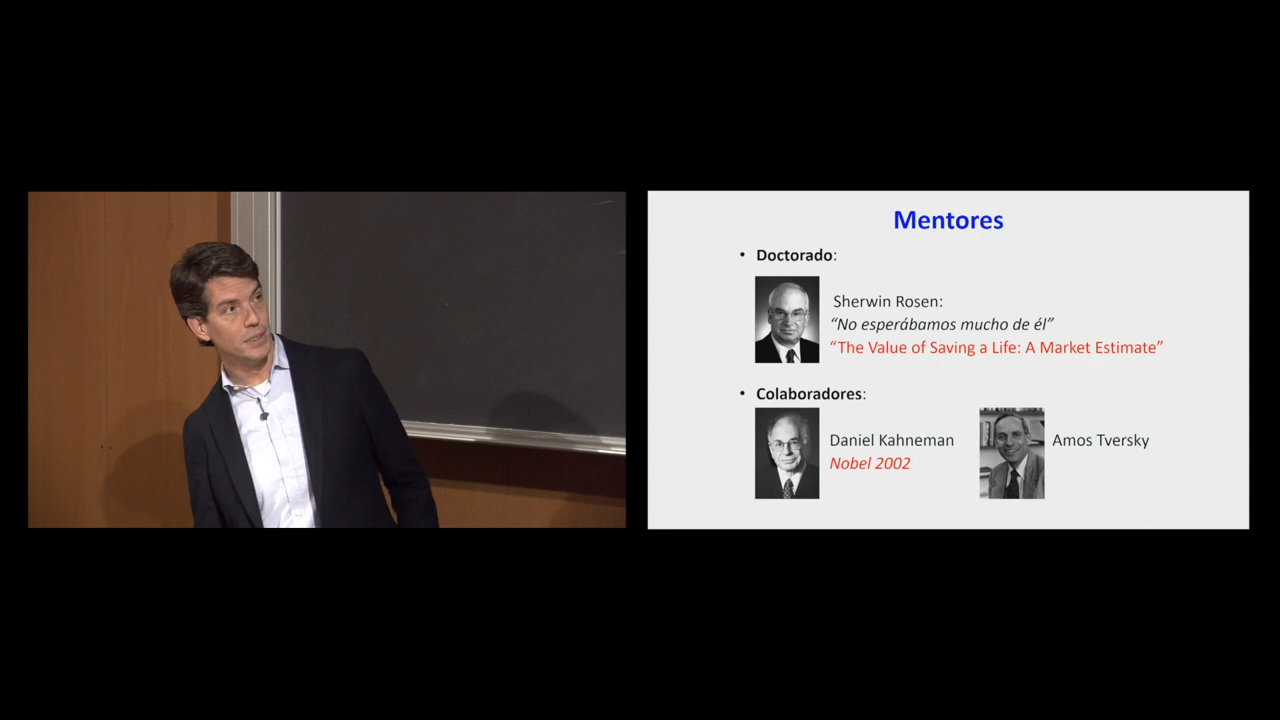 Mentores
• Doctorado:
Sherwin Rosen:
“No esperábamos mucho de él”
“The Value of Saving a Life: A Market Estimate”
• Colaboradores:
Daniel Kahneman
Nobel 2002
Amos Tversky